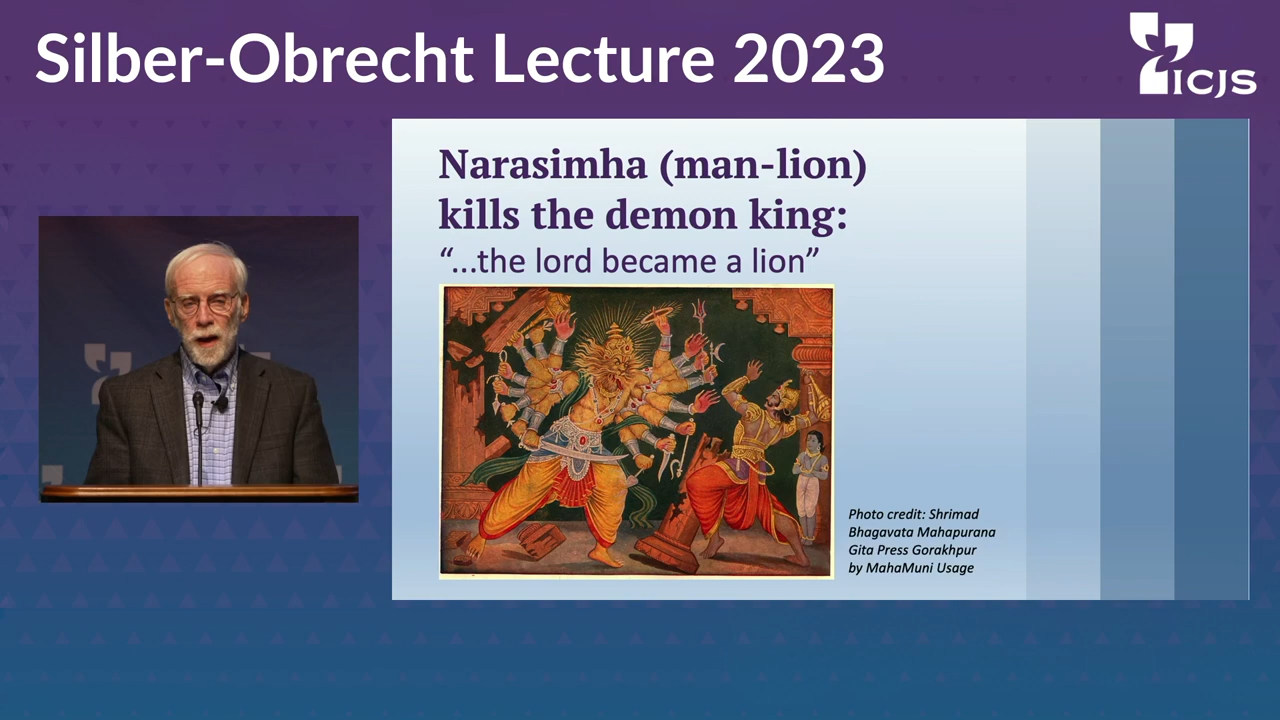 Silber-Obrecht Lecture 2023
ICJS
Narasimha (man-lion)
kills the demon king:
“...the lord became a lion”
Photo credit: Shrimad
Bhagavata Mahapurana
Gita Press Gorakhpur
by MahaMuni Usage